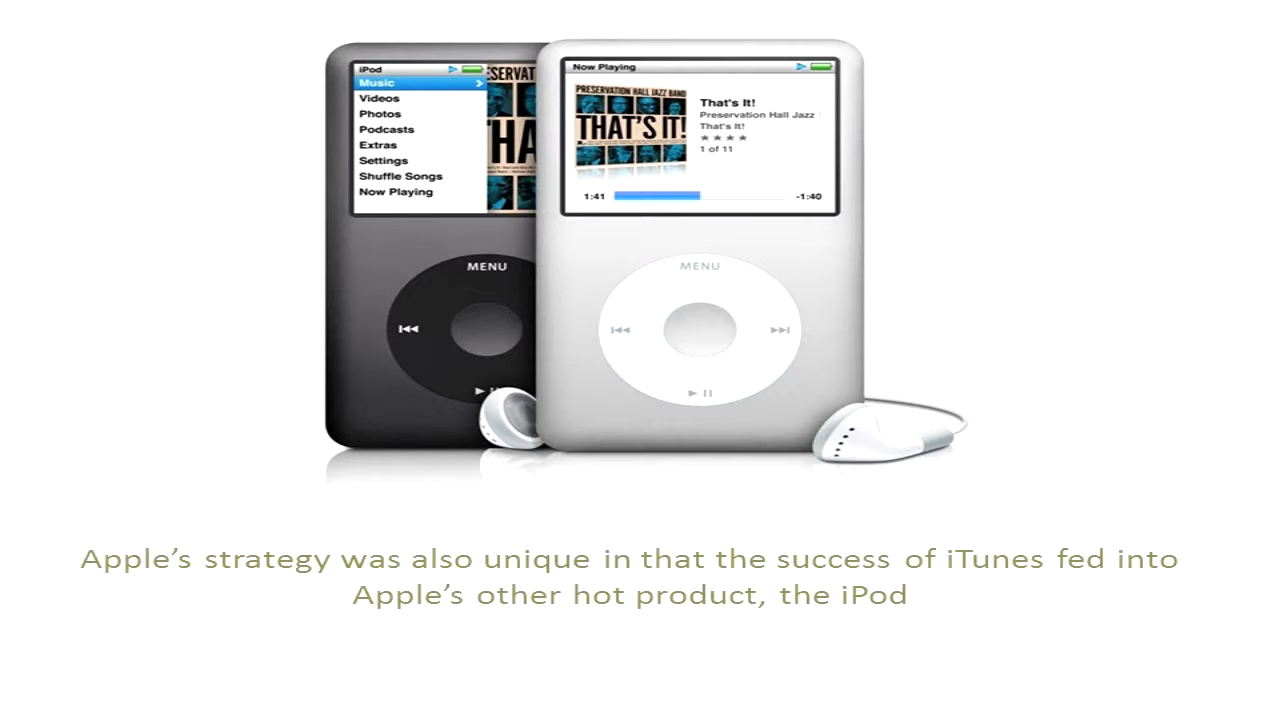 iPod
Music
Videos
Photos
Podcasts
Extras
Settings
Shuffle Songs
Now Playing
MENU
Now Playing
PRESERVATION HALL JAZZ BAND
THAT'S IT!
That's It!
Preservation Hall Jazz
That's It!
1 of 11
1:41
-1:40
MENU
Apple’s strategy was also unique in that the success of iTunes fed into
Apple’s other hot product, the iPod